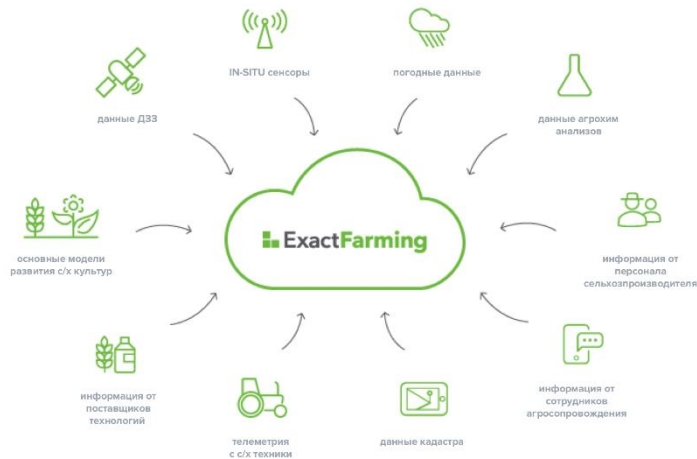 IN-SITU сенсоры
погодные данные
данные ДЗЗ
данные агрохим
анализов
ExactFarming
основные модели
развития с/х культур
информация от
персонала
сельхозпроизводителя
информация от
поставщиков
технологий
телеметрия
с с/х техники
данные кадастра
информация от
сотрудников
агросопровождения